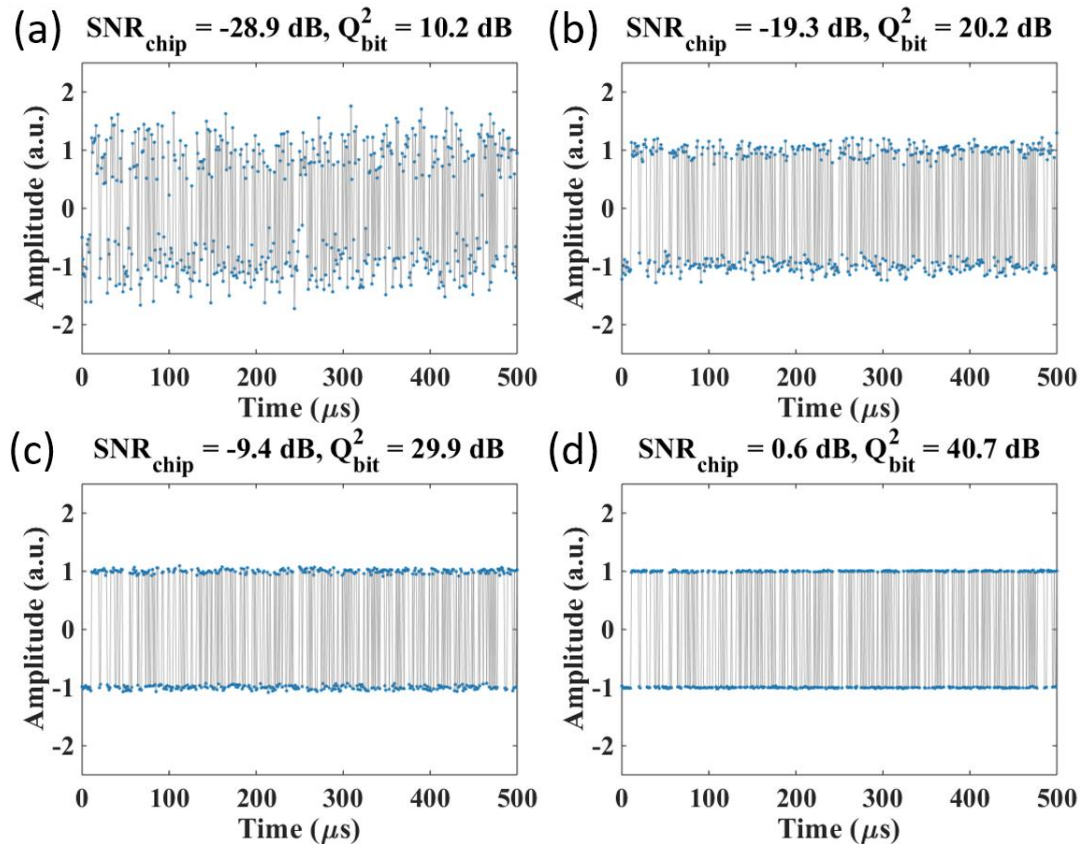 (a) SNR_chip = -28.9 dB, Q²_bit = 10.2 dB
2
1
0
-1
-2
Amplitude (a.u.)
0 100 200 300 400 500
Time (μs)
(b) SNR_chip = -19.3 dB, Q²_bit = 20.2 dB
2
1
0
-1
-2
Amplitude (a.u.)
0 100 200 300 400 500
Time (μs)
(c) SNR_chip = -9.4 dB, Q²_bit = 29.9 dB
2
1
0
-1
-2
Amplitude (a.u.)
0 100 200 300 400 500
Time (μs)
(d) SNR_chip = 0.6 dB, Q²_bit = 40.7 dB
2
1
0
-1
-2
Amplitude (a.u.)
0 100 200 300 400 500
Time (μs)